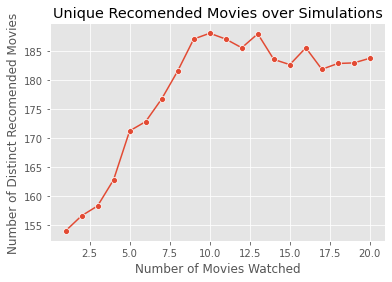 Unique Recomended Movies over Simulations
Number of Distinct Recomended Movies
185
180
175
170
165
160
155
2.5 5.0 7.5 10.0 12.5 15.0 17.5 20.0
Number of Movies Watched